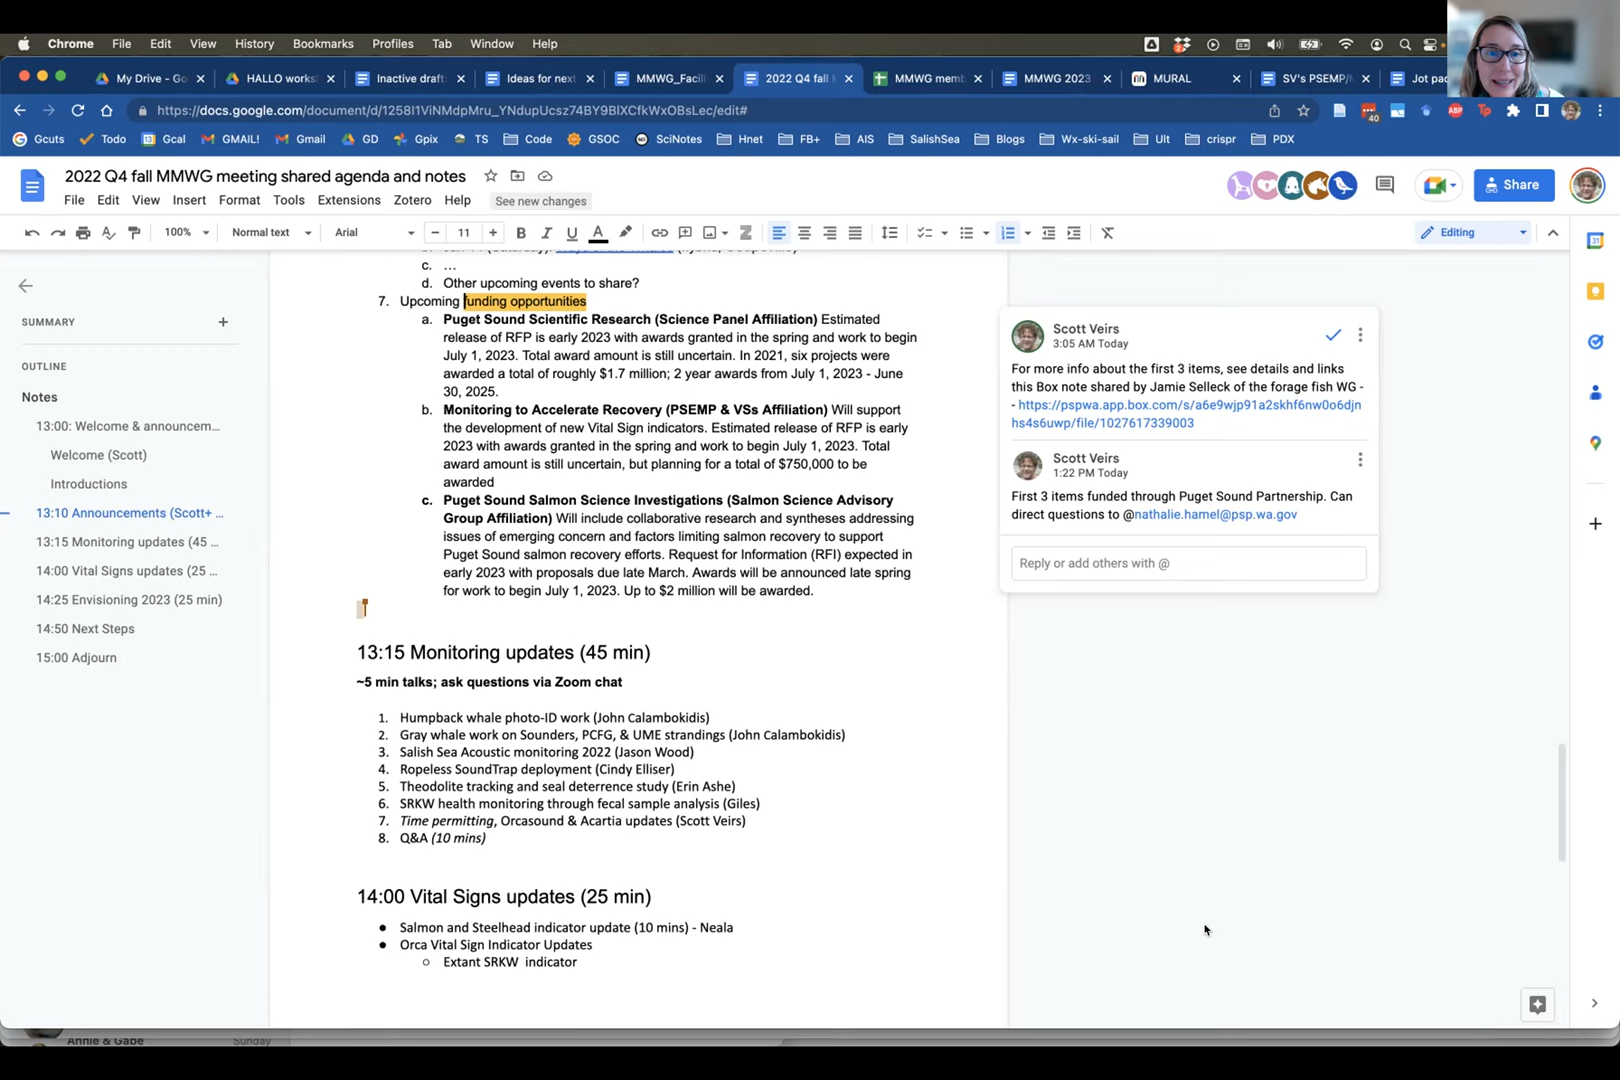 Chrome File Edit View History Bookmarks Profiles Tab Window Help
My Drive - Go HALLO works Inactive draft Ideas for next MMWG_Facili 2022 Q4 fall MMWG mem MMWG 2023 MURAL SV's PSEMP/ Jot pad
https://docs.google.com/document/d/1258I1ViNMdpMru_YNdupUcsz74BY9BlXCfkWxOBsLec/edit#
40 ABP
Gcuts Todo Gcal GMAIL! Gmail GD Gpix TS Code GSOC SciNotes Hnet FB+ AIS SalishSea Blogs Wx-ski-sail Ult crispr PDX
2022 Q4 fall MMWG meeting shared agenda and notes
Share
File Edit View Insert Format Tools Extensions Zotero Help See new changes
100% Normal text Arial 11 B I U A Editing
SUMMARY
OUTLINE
Notes
13:00: Welcome & announcem...
Welcome (Scott)
Introductions
13:10 Announcements (Scott+ ...
13:15 Monitoring updates (45 ...
14:00 Vital Signs updates (25 ...
14:25 Envisioning 2023 (25 min)
14:50 Next Steps
15:00 Adjourn
c. ...
d. Other upcoming events to share?
7. Upcoming funding opportunities
a. Puget Sound Scientific Research (Science Panel Affiliation) Estimated
release of RFP is early 2023 with awards granted in the spring and work to begin
July 1, 2023. Total award amount is still uncertain. In 2021, six projects were
awarded a total of roughly $1.7 million; 2 year awards from July 1, 2023 - June
30, 2025.
b. Monitoring to Accelerate Recovery (PSEMP & VSs Affiliation) Will support
the development of new Vital Sign indicators. Estimated release of RFP is early
2023 with awards granted in the spring and work to begin July 1, 2023. Total
award amount is still uncertain, but planning for a total of $750,000 to be
awarded
c. Puget Sound Salmon Science Investigations (Salmon Science Advisory
Group Affiliation) Will include collaborative research and syntheses addressing
issues of emerging concern and factors limiting salmon recovery to support
Puget Sound salmon recovery efforts. Request for Information (RFI) expected in
early 2023 with proposals due late March. Awards will be announced late spring
for work to begin July 1, 2023. Up to $2 million will be awarded.
13:15 Monitoring updates (45 min)
~5 min talks; ask questions via Zoom chat
1. Humpback whale photo-ID work (John Calambokidis)
2. Gray whale work on Sounders, PCFG, & UME strandings (John Calambokidis)
3. Salish Sea Acoustic monitoring 2022 (Jason Wood)
4. Ropeless SoundTrap deployment (Cindy Elliser)
5. Theodolite tracking and seal deterrence study (Erin Ashe)
6. SRKW health monitoring through fecal sample analysis (Giles)
7. Time permitting, Orcasound & Acartia updates (Scott Veirs)
8. Q&A (10 mins)
14:00 Vital Signs updates (25 min)
● Salmon and Steelhead indicator update (10 mins) - Neala
● Orca Vital Sign Indicator Updates
○ Extant SRKW indicator
Scott Veirs
3:05 AM Today
For more info about the first 3 items, see details and links
this Box note shared by Jamie Selleck of the forage fish WG -
- https://pspwa.app.box.com/s/a6e9wjp91a2skhf6nw0o6djn
hs4s6uwp/file/1027617339003
Scott Veirs
1:22 PM Today
First 3 items funded through Puget Sound Partnership. Can
direct questions to @nathalie.hamel@psp.wa.gov
Reply or add others with @
Annie & Gabe Sunday